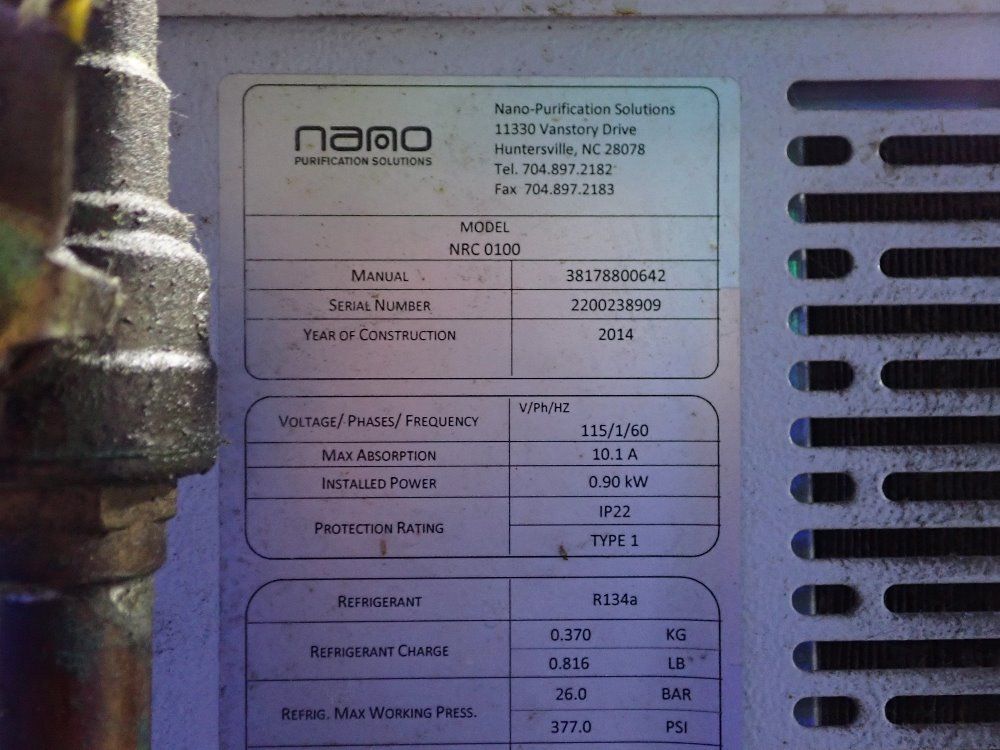 nano
PURIFICATION SOLUTIONS
Nano-Purification Solutions
11330 Vanstory Drive
Huntersville, NC 28078
Tel. 704.897.2182
Fax 704.897.2183
MODEL
NRC 0100
MANUAL 38178800642
SERIAL NUMBER 2200238909
YEAR OF CONSTRUCTION 2014
VOLTAGE/ PHASES/ FREQUENCY V/Ph/HZ
115/1/60
MAX ABSORPTION 10.1 A
INSTALLED POWER 0.90 kW
PROTECTION RATING IP22
TYPE 1
REFRIGERANT R134a
REFRIGERANT CHARGE 0.370 KG
0.816 LB
REFRIG. MAX WORKING PRESS. 26.0 BAR
377.0 PSI